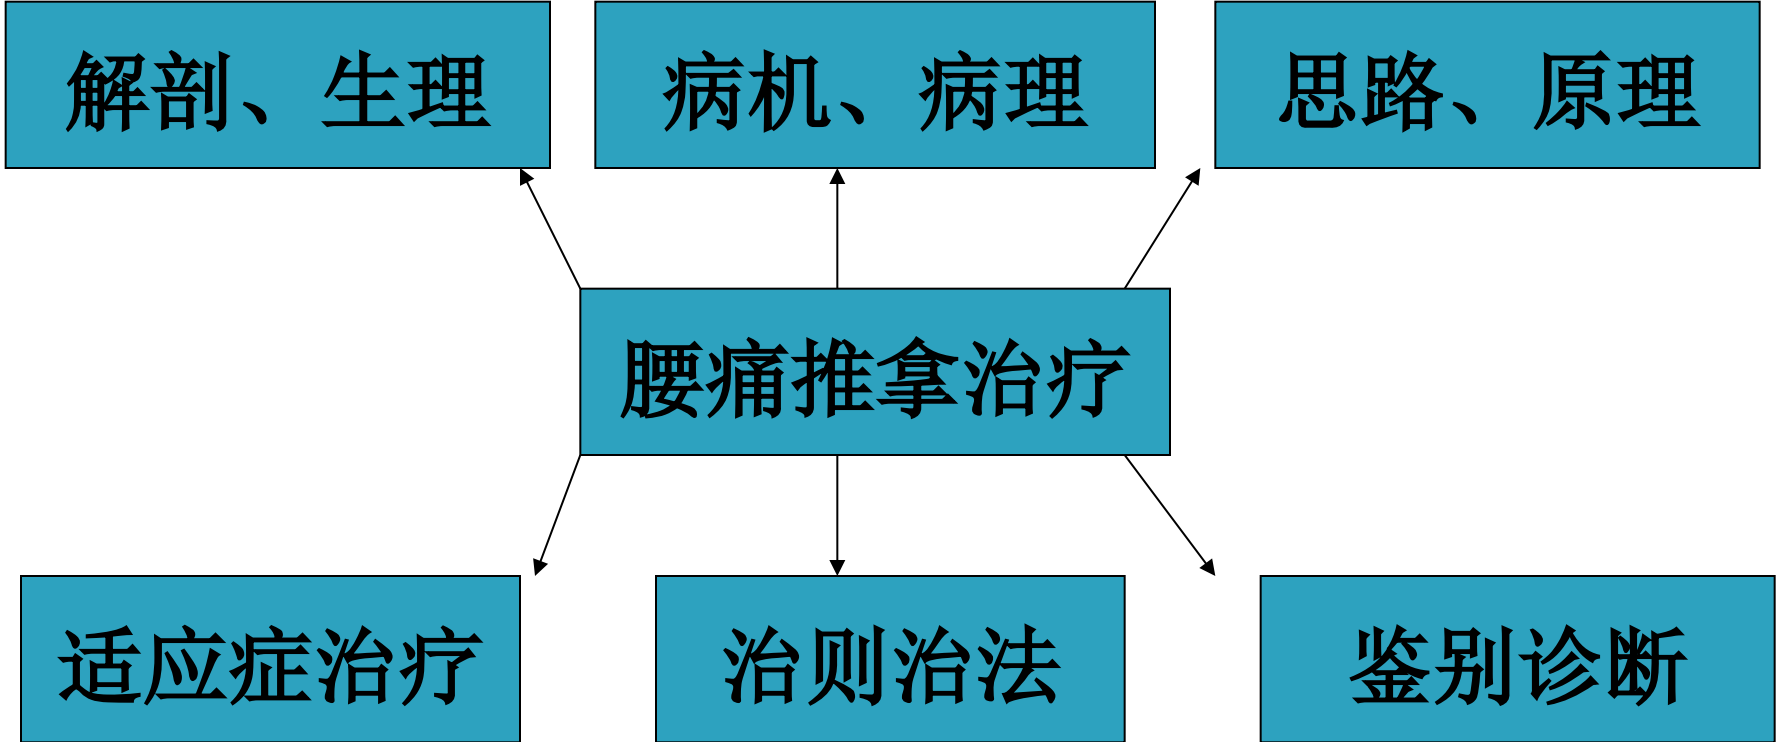 解剖、生理
病机、病理
思路、原理
腰痛推拿治疗
适应症治疗
治则治法
鉴别诊断